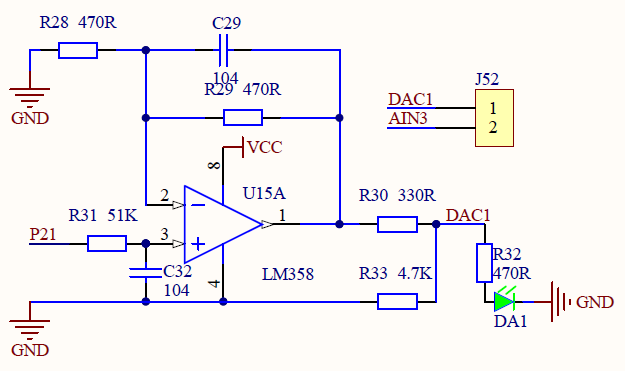 R28 470R
C29
104
R29 470R
GND
J52
DAC1
1
AIN3
2
VCC
8
U15A
2
1
R30 330R
DAC1
R31 51K
P21
3
C32
104
LM358
4
R33 4.7K
R32
470R
GND
DA1
GND